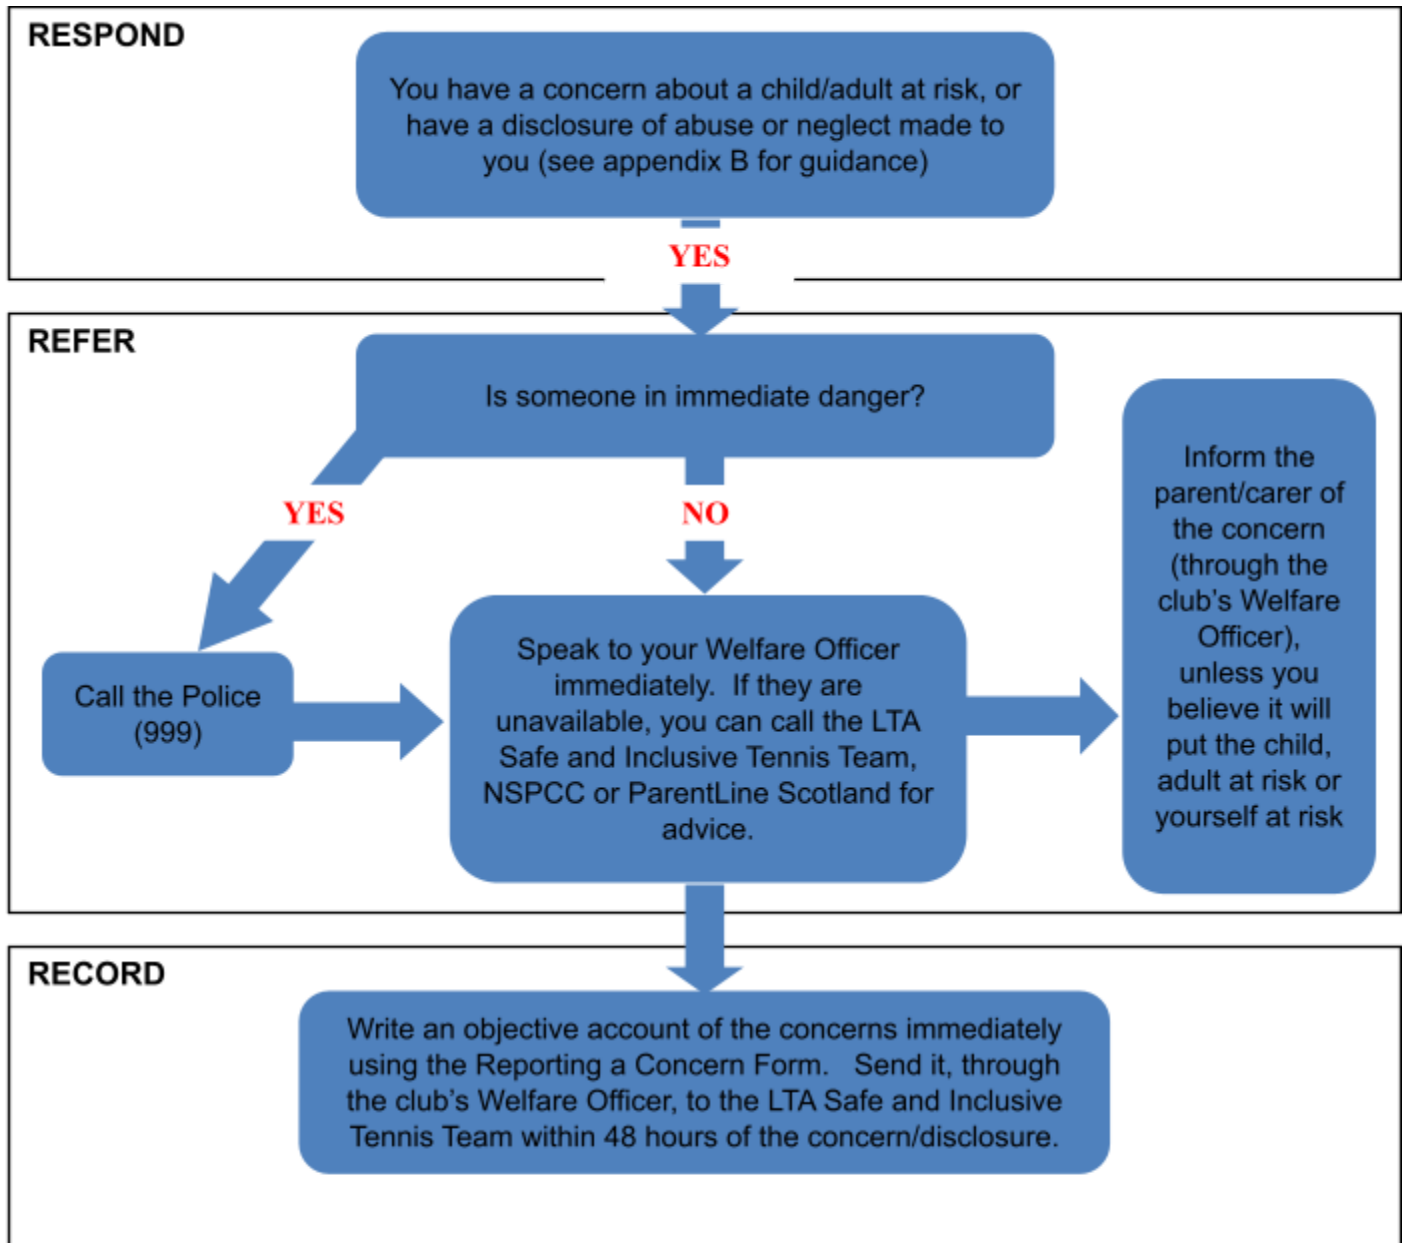 RESPOND
You have a concern about a child/adult at risk, or
have a disclosure of abuse or neglect made to
you (see appendix B for guidance)
YES
REFER
Is someone in immediate danger?
YES
NO
Call the Police
(999)
Speak to your Welfare Officer
immediately.  If they are
unavailable, you can call the LTA
Safe and Inclusive Tennis Team,
NSPCC or ParentLine Scotland for
advice.
Inform the
parent/carer of
the concern
(through the
club’s Welfare
Officer),
unless you
believe it will
put the child,
adult at risk or
yourself at risk
RECORD
Write an objective account of the concerns immediately
using the Reporting a Concern Form.   Send it, through
the club’s Welfare Officer, to the LTA Safe and Inclusive
Tennis Team within 48 hours of the concern/disclosure.